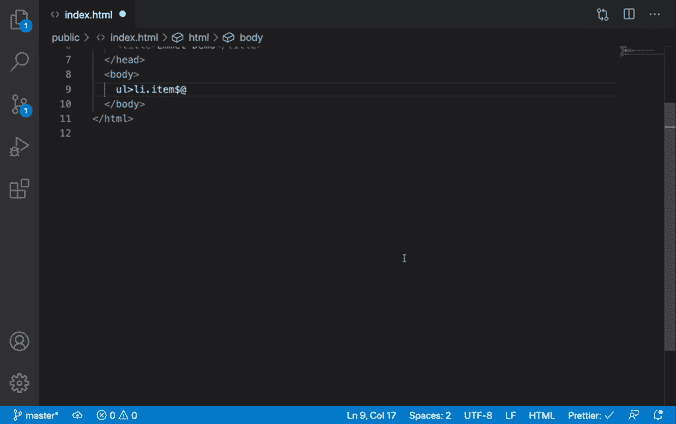 index.html
public > index.html > html > body
6 <title>Emmet Demo</title>
7 </head>
8 <body>
9 ul>li.item$@
10 </body>
11 </html>
12
1
1
master* 0 0 Ln 9, Col 17 Spaces: 2 UTF-8 LF HTML Prettier: ✓